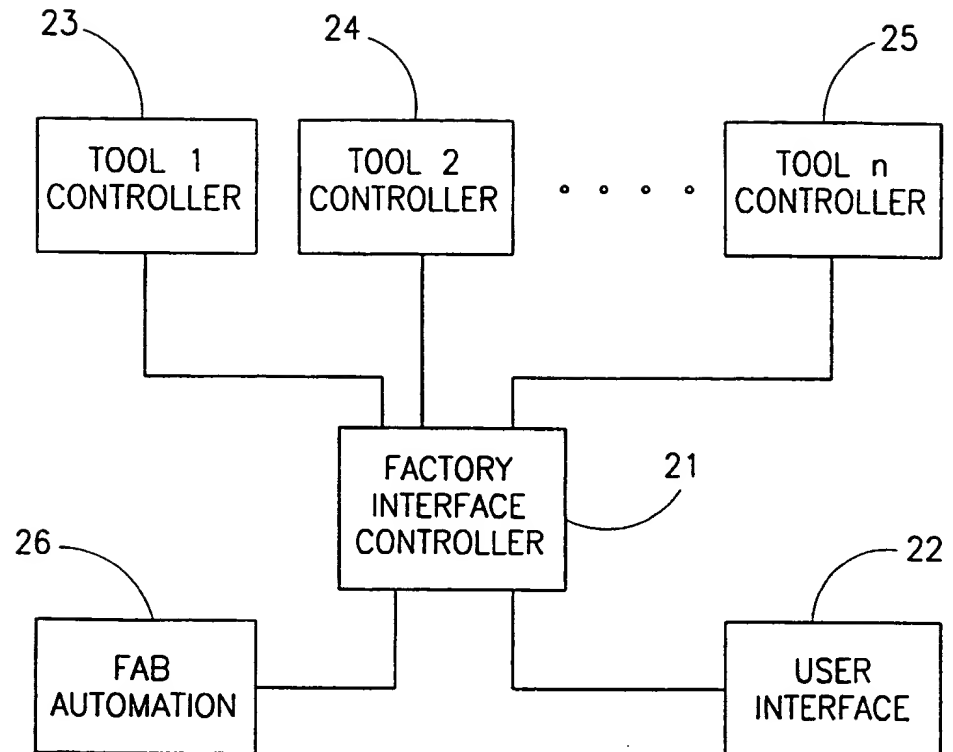 23
24
25
TOOL 1
CONTROLLER
TOOL 2
CONTROLLER
TOOL n
CONTROLLER
FACTORY
INTERFACE
CONTROLLER
21
26
22
FAB
AUTOMATION
USER
INTERFACE